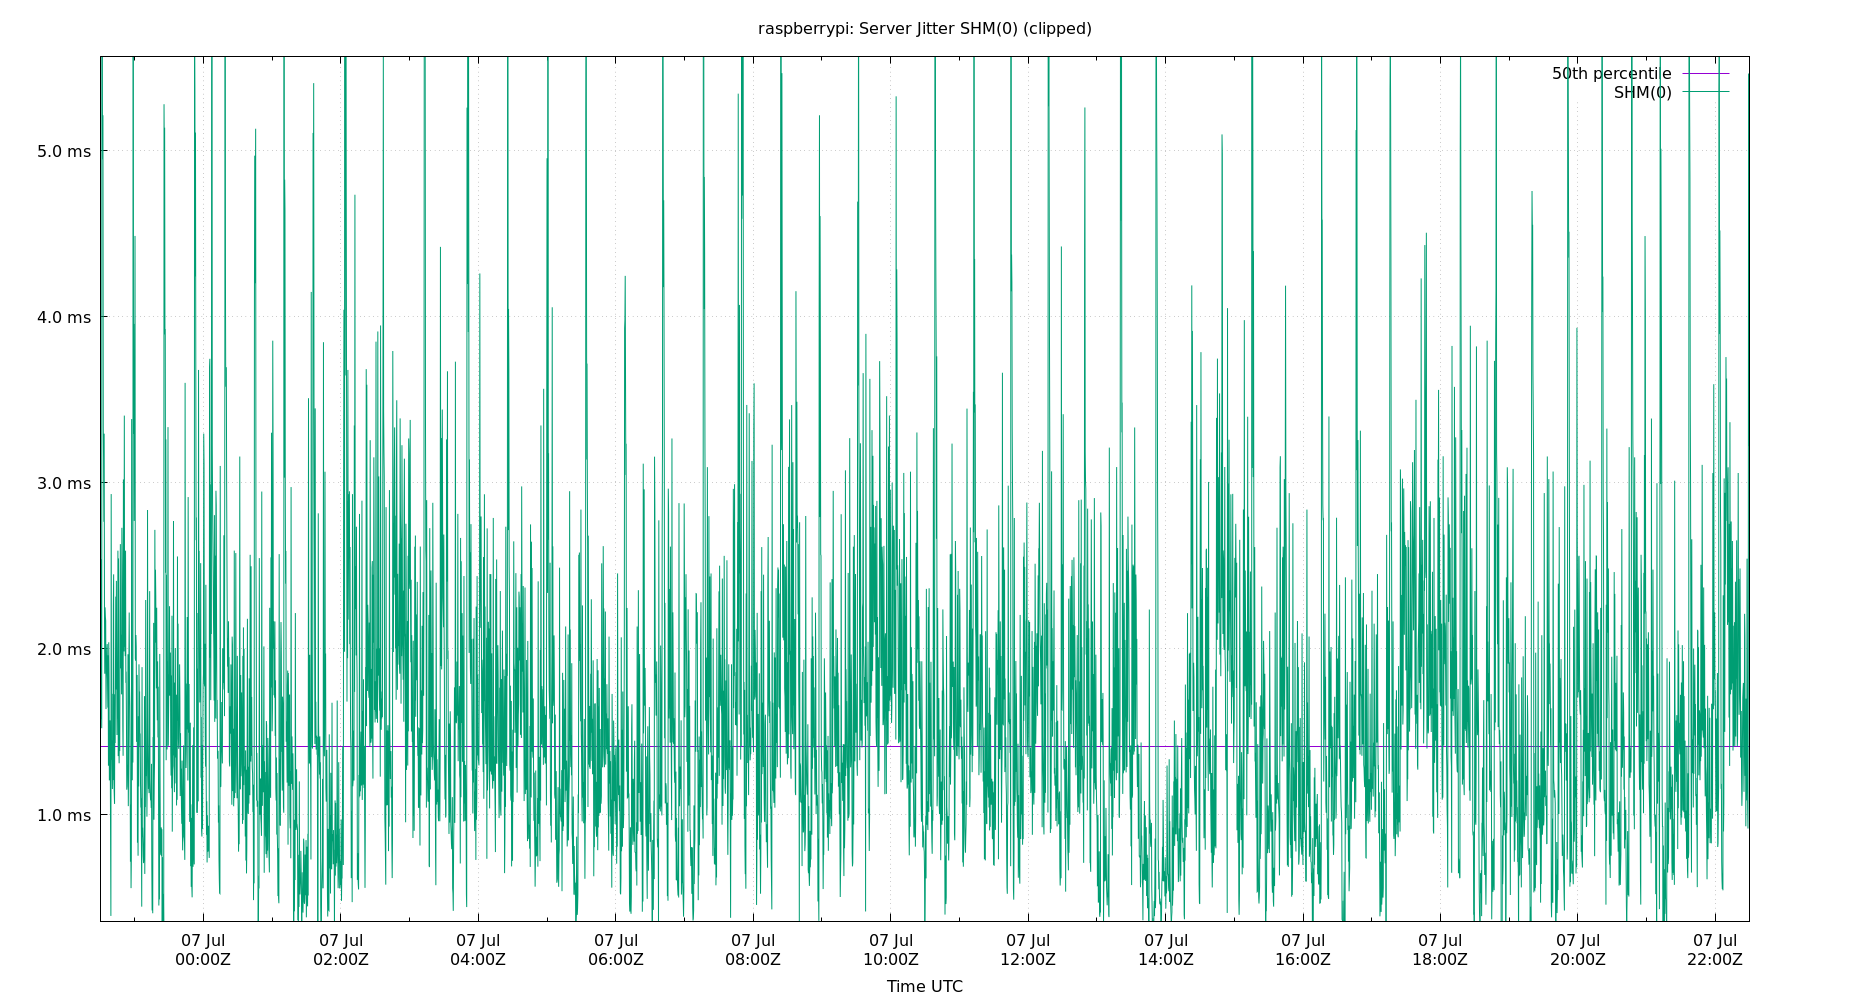 raspberrypi: Server Jitter SHM(0) (clipped)
50th percentile
SHM(0)
5.0 ms
4.0 ms
3.0 ms
2.0 ms
1.0 ms
07 Jul 07 Jul 07 Jul 07 Jul 07 Jul 07 Jul 07 Jul 07 Jul 07 Jul 07 Jul 07 Jul 07 Jul
00:00Z 02:00Z 04:00Z 06:00Z 08:00Z 10:00Z 12:00Z 14:00Z 16:00Z 18:00Z 20:00Z 22:00Z
Time UTC